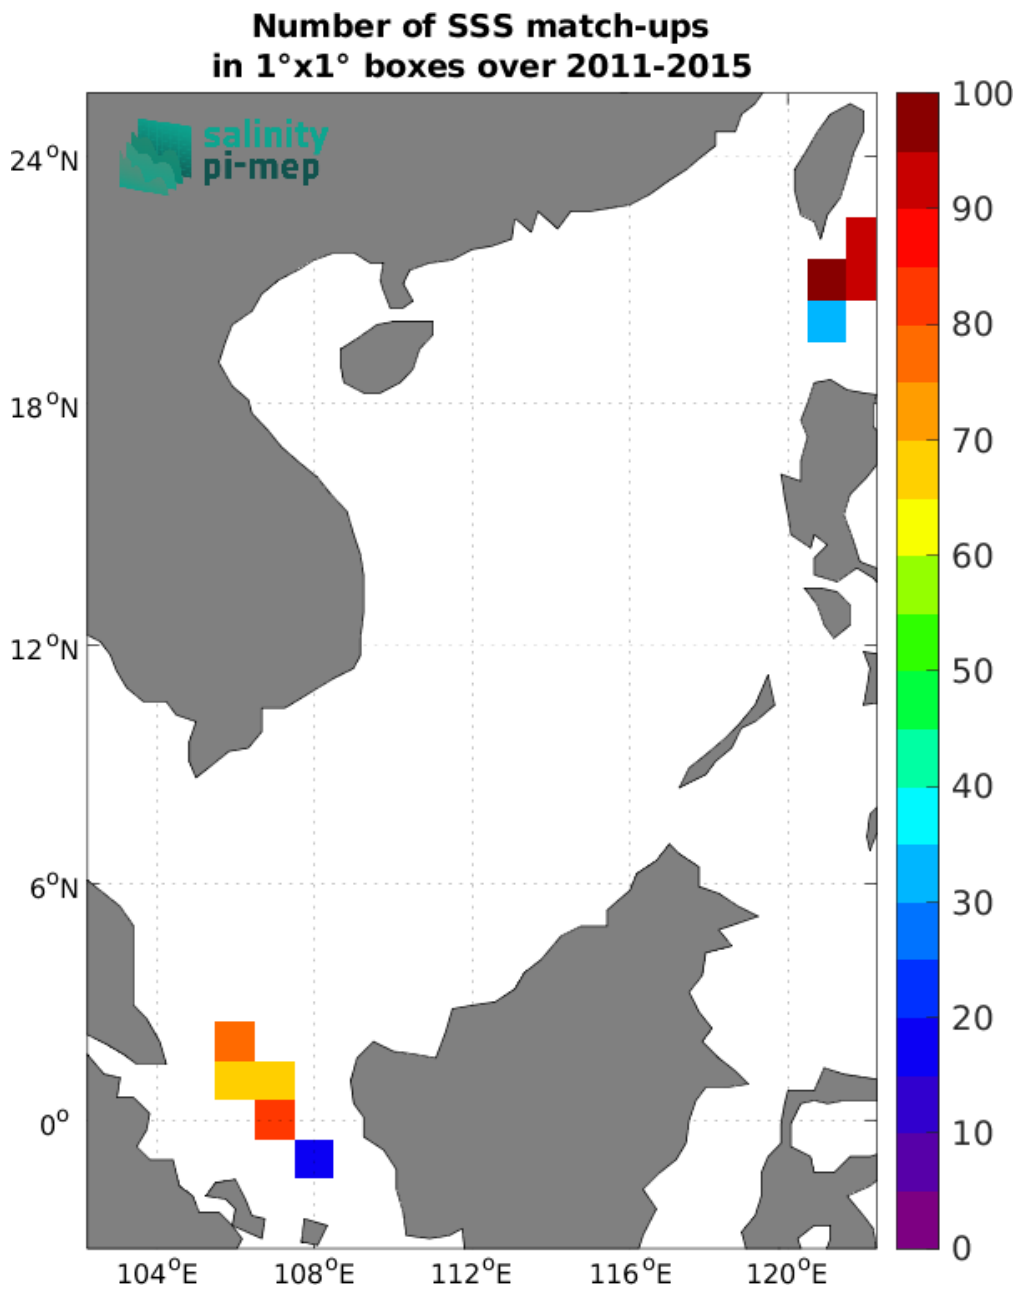 Number of SSS match-ups
in 1°x1° boxes over 2011-2015
salinity
pi-mep
24°N
18°N
12°N
6°N
0°
104°E
108°E
112°E
116°E
120°E
100
90
80
70
60
50
40
30
20
10
0